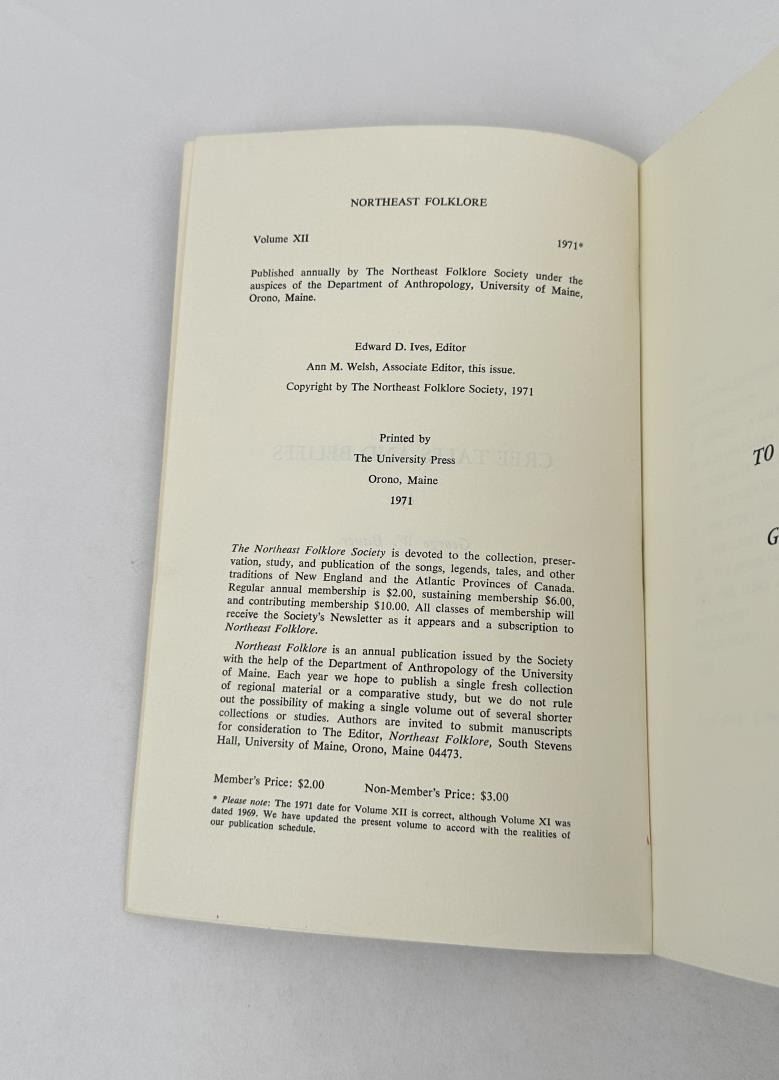 NORTHEAST FOLKLORE
Volume XII 1971*
Published annually by The Northeast Folklore Society under the
auspices of the Department of Anthropology, University of Maine,
Orono, Maine.
Edward D. Ives, Editor
Ann M. Welsh, Associate Editor, this issue.
Copyright by The Northeast Folklore Society, 1971
Printed by
The University Press
Orono, Maine
1971
The Northeast Folklore Society is devoted to the collection, preser-
vation, study, and publication of the songs, legends, tales, and other
traditions of New England and the Atlantic Provinces of Canada.
Regular annual membership is $2.00, sustaining membership $6.00,
and contributing membership $10.00. All classes of membership will
receive the Society's Newsletter as it appears and a subscription to
Northeast Folklore.
Northeast Folklore is an annual publication issued by the Society
with the help of the Department of Anthropology of the University
of Maine. Each year we hope to publish a single fresh collection
of regional material or a comparative study, but we do not rule
out the possibility of making a single volume out of several shorter
collections or studies. Authors are invited to submit manuscripts
for consideration to The Editor, Northeast Folklore, South Stevens
Hall, University of Maine, Orono, Maine 04473.
Member's Price: $2.00 Non-Member's Price: $3.00
* Please note: The 1971 date for Volume XII is correct, although Volume XI was
dated 1969. We have updated the present volume to accord with the realities of
our publication schedule.
TO
G